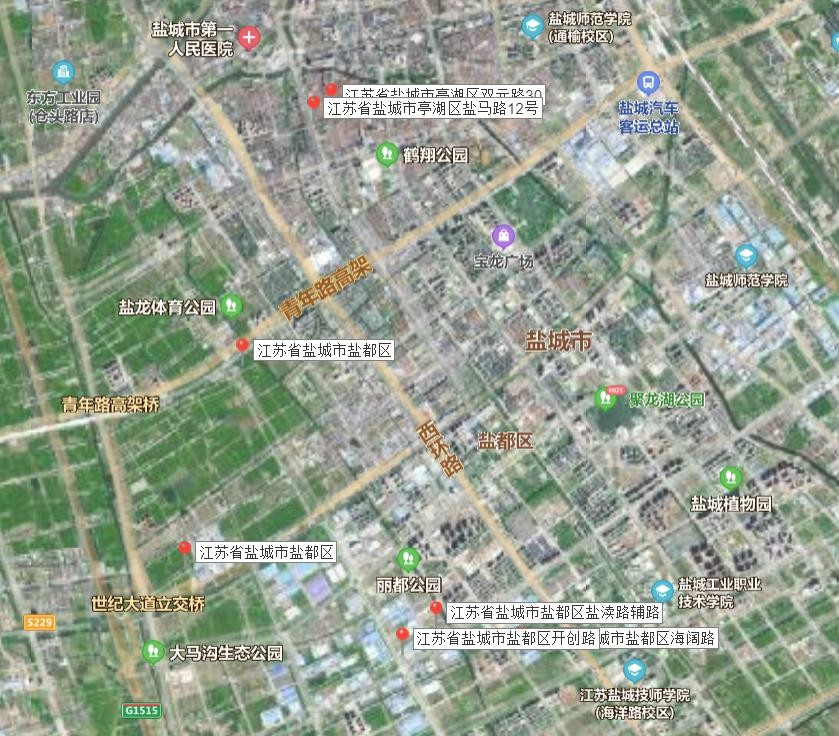 盐城市第一
人民医院
盐城师范学院
(通榆校区)
东方工业园
(仓头路店)
江苏省盐城市亭湖区双元路30
江苏省盐城市亭湖区盐马路12号
盐城汽车
客运总站
鹤翔公园
宝龙广场
盐城师范学院
青年路高架
盐龙体育公园
江苏省盐城市盐都区
盐城市
青年路高架桥
HOT
聚龙湖公园
西环路
盐都区
盐城植物园
江苏省盐城市盐都区
丽都公园
盐城工业职业
技术学院
世纪大道立交桥
S229
江苏省盐城市盐都区盐渎路辅路
江苏省盐城市盐都区开创路
城市盐都区海阔路
大马沟生态公园
江苏盐城技师学院
(海洋路校区)
G1515